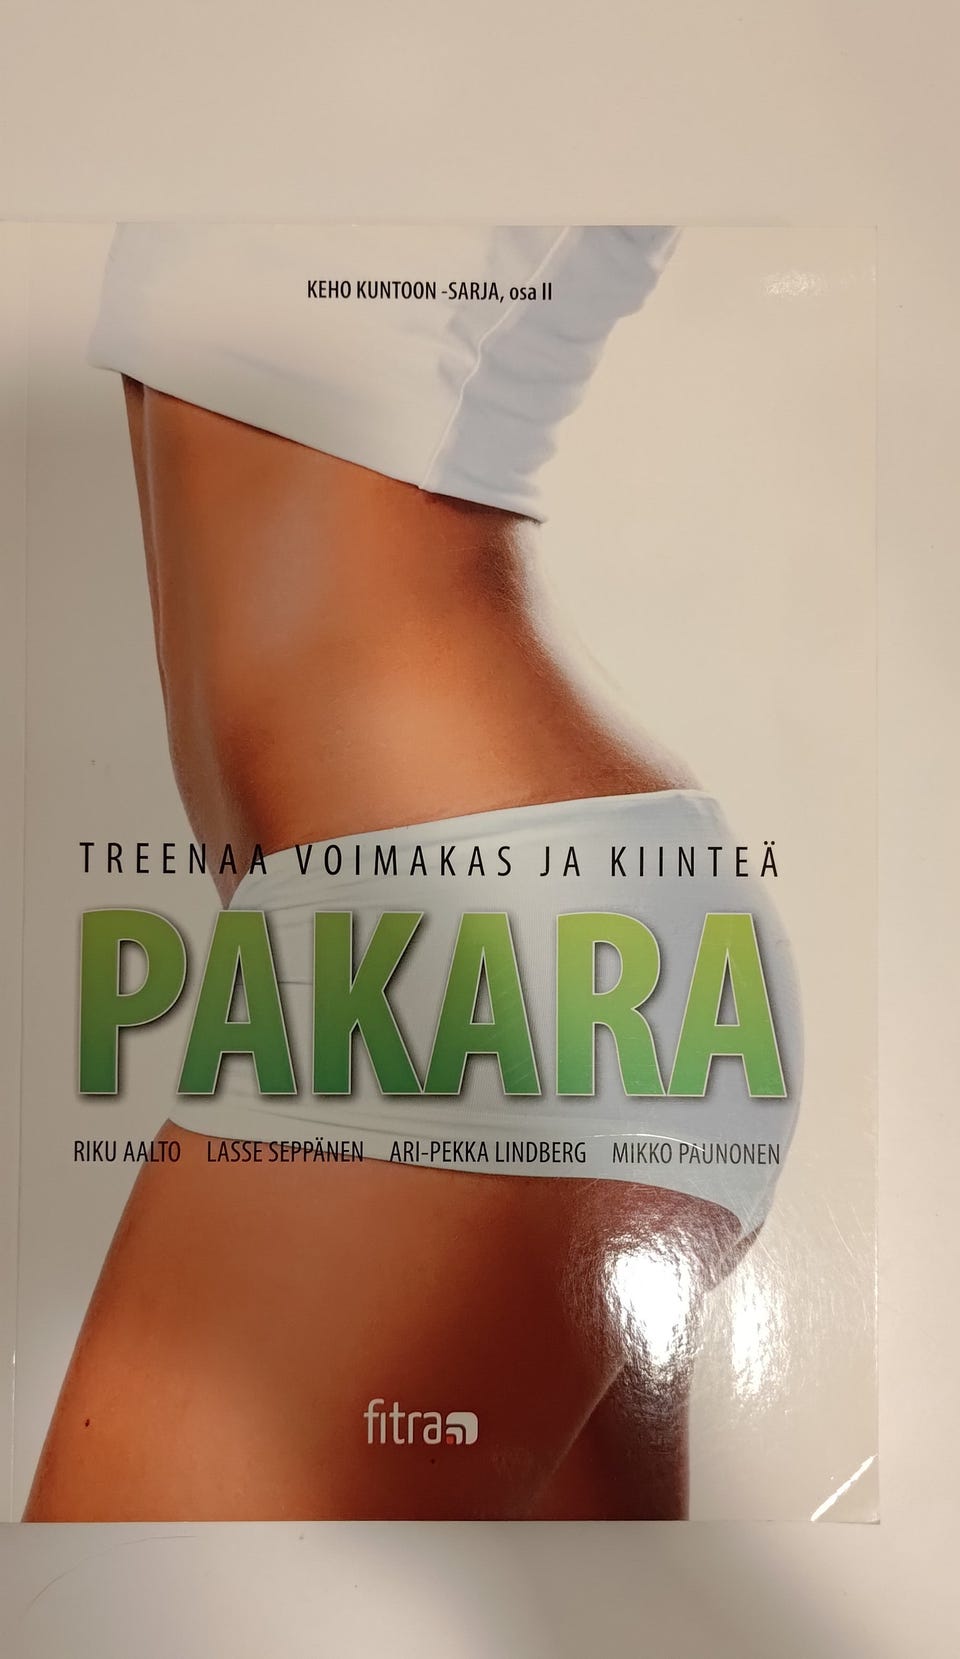 KEHO KUNTOON -SARJA, osa II
TREENAA VOIMAKAS JA KIINTEÄ
PAKARA
RIKU AALTO LASSE SEPPÄNEN ARI-PEKKA LINDBERG MIKKO PAUNONEN
fitra